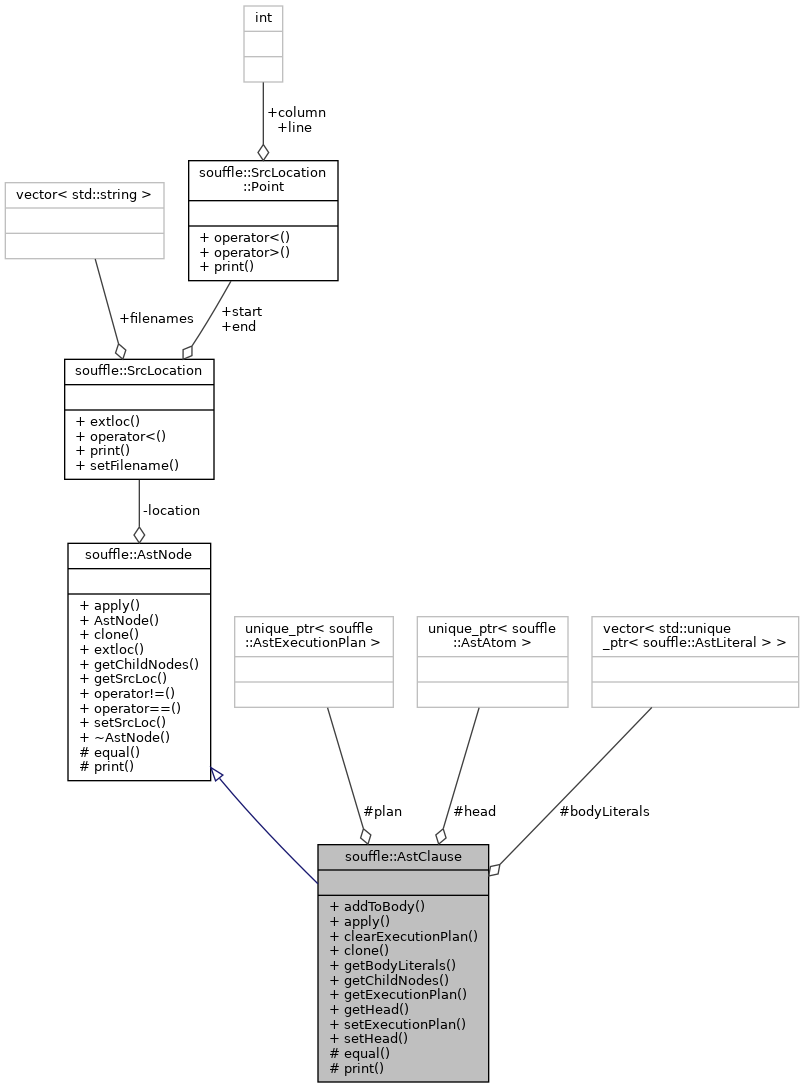 int
+column
+line
souffle::SrcLocation
::Point
+ operator<()
+ operator>()
+ print()
vector< std::string >
+filenames
+start
+end
souffle::SrcLocation
+ extloc()
+ operator<()
+ print()
+ setFilename()
-location
souffle::AstNode
+ apply()
+ AstNode()
+ clone()
+ extloc()
+ getChildNodes()
+ getSrcLoc()
+ operator!=()
+ operator==()
+ setSrcLoc()
+ ~AstNode()
# equal()
# print()
unique_ptr< souffle
::AstExecutionPlan >
unique_ptr< souffle
::AstAtom >
vector< std::unique
_ptr< souffle::AstLiteral > >
#plan
#head
#bodyLiterals
souffle::AstClause
+ addToBody()
+ apply()
+ clearExecutionPlan()
+ clone()
+ getBodyLiterals()
+ getChildNodes()
+ getExecutionPlan()
+ getHead()
+ setExecutionPlan()
+ setHead()
# equal()
# print()